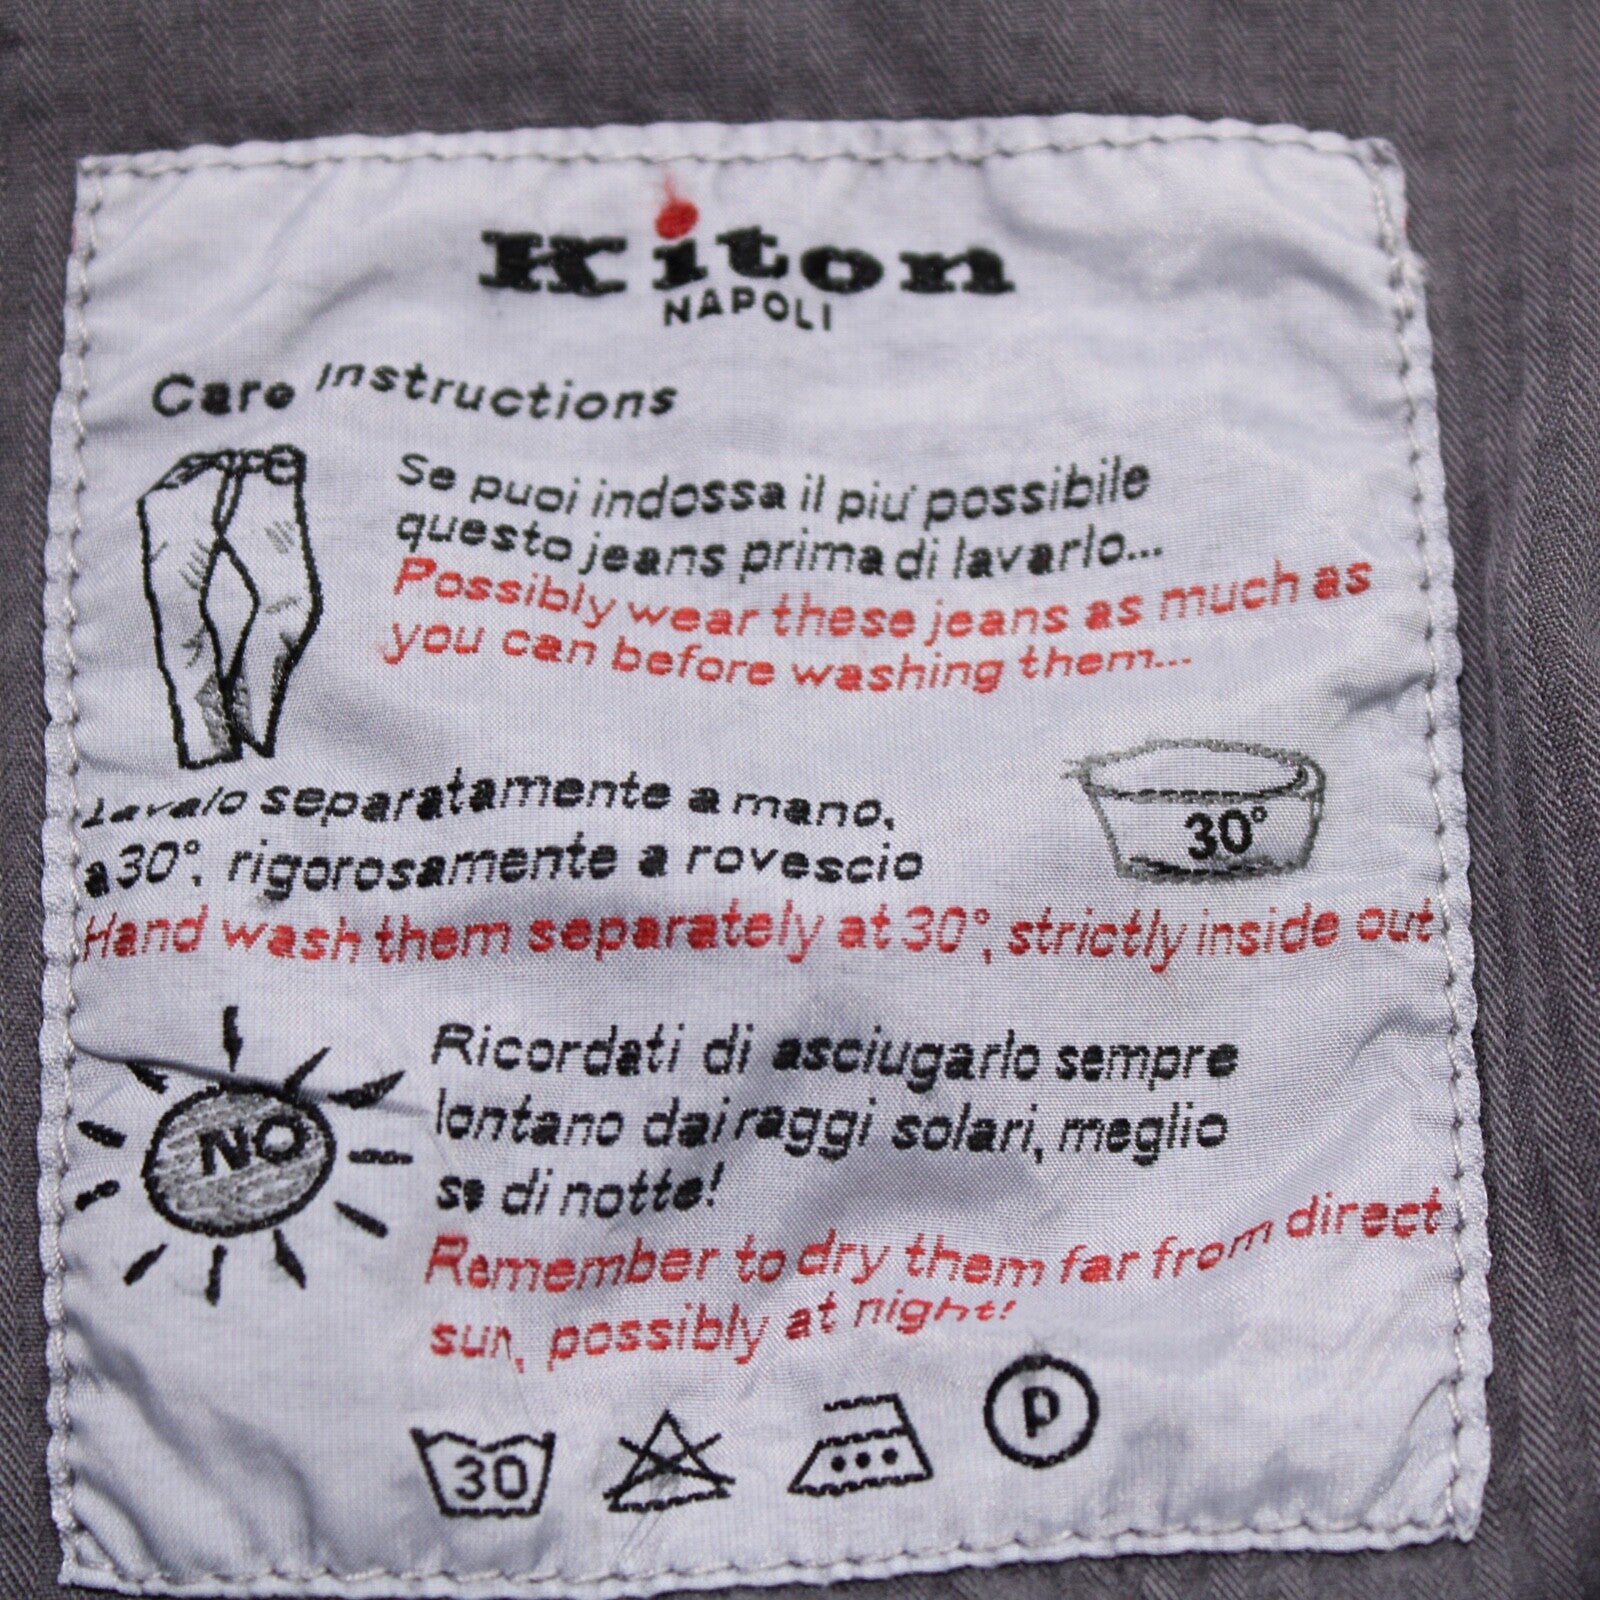 Kiton
NAPOLI
Care Instructions
Se puoi indossa il piu' possibile
questo jeans prima di lavarlo...
Possibly wear these jeans as much as
you can before washing them...
Lavalo separatamente a mano,
a 30°, rigorosamente a rovescio
30°
Hand wash them separately at 30°, strictly inside out
NO
Ricordati di asciugarlo sempre
lontano dai raggi solari, meglio
se di notte!
Remember to dry them far from direct
sun, possibly at night!
30
P